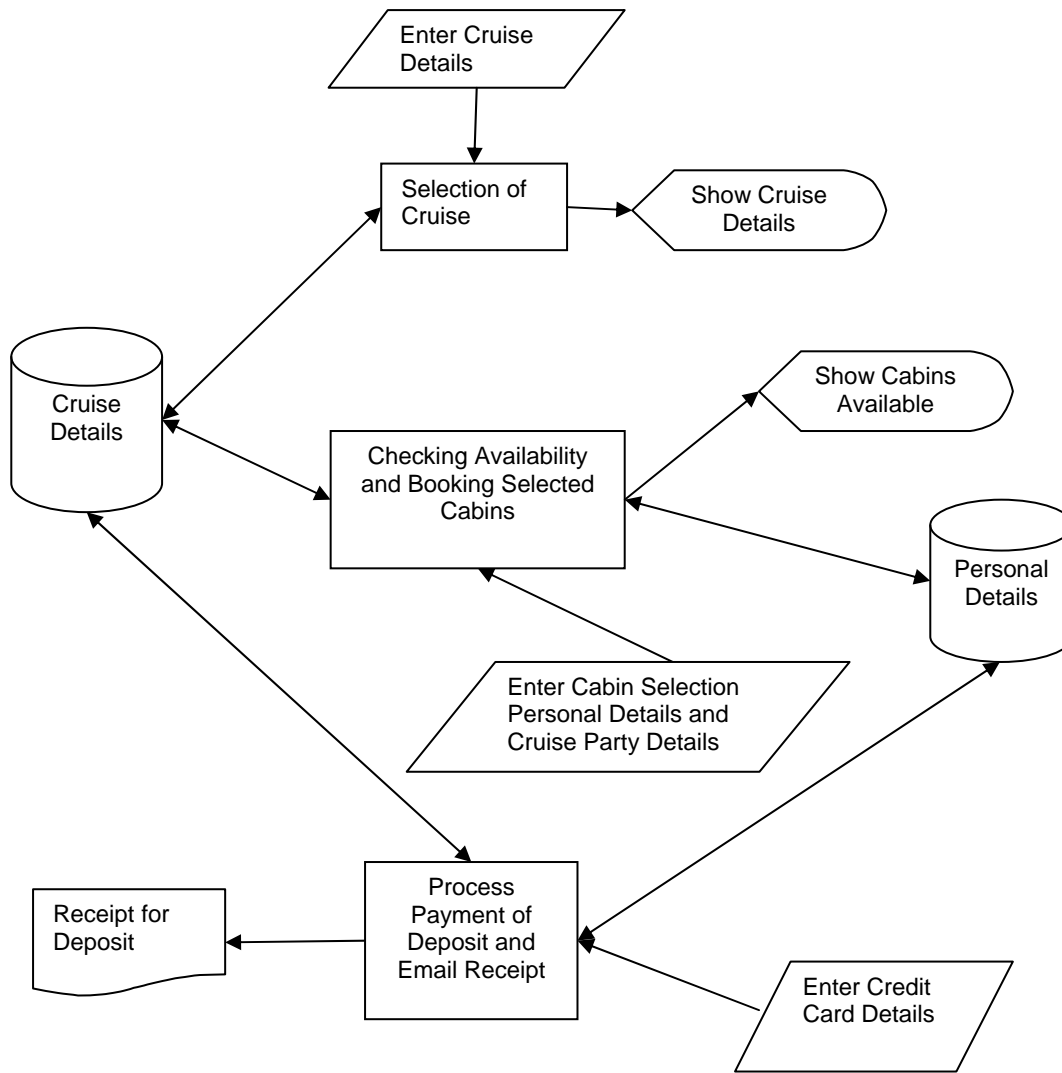 Enter Cruise
Details
Selection of
Cruise
Show Cruise
Details
Cruise
Details
Show Cabins
Available
Checking Availability
and Booking Selected
Cabins
Personal
Details
Enter Cabin Selection
Personal Details and
Cruise Party Details
Process
Payment of
Deposit and
Email Receipt
Receipt for
Deposit
Enter Credit
Card Details